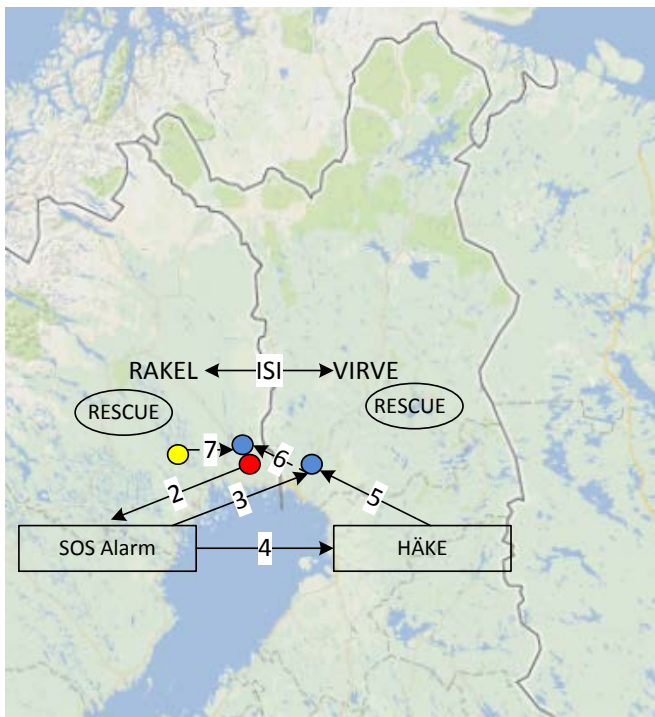 RAKEL ISI VIRVE
RESCUE RESCUE
7 6
2 3 5
SOS Alarm 4 HÄKE